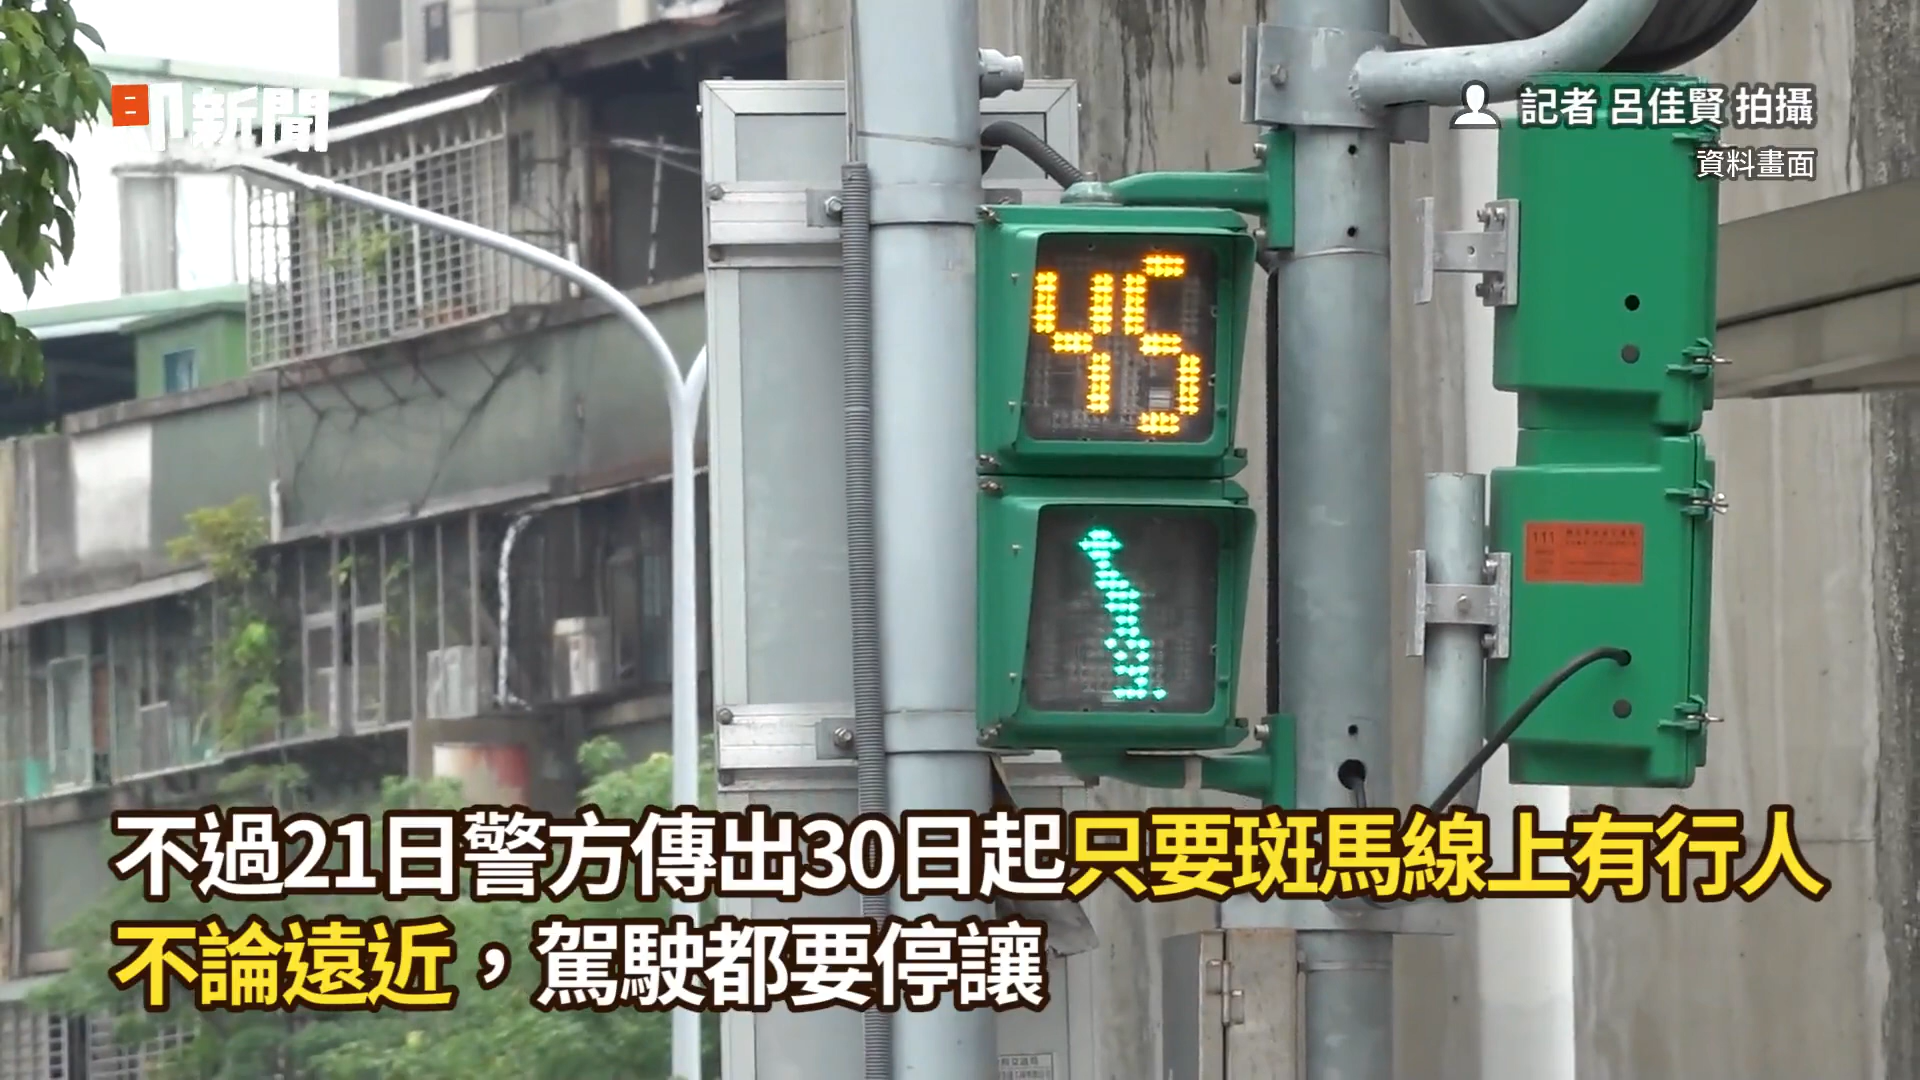 即新聞
記者 呂佳賢 拍攝
資料畫面
45
111
不過21日警方傳出30日起只要斑馬線上有行人
不論遠近，駕駛都要停讓